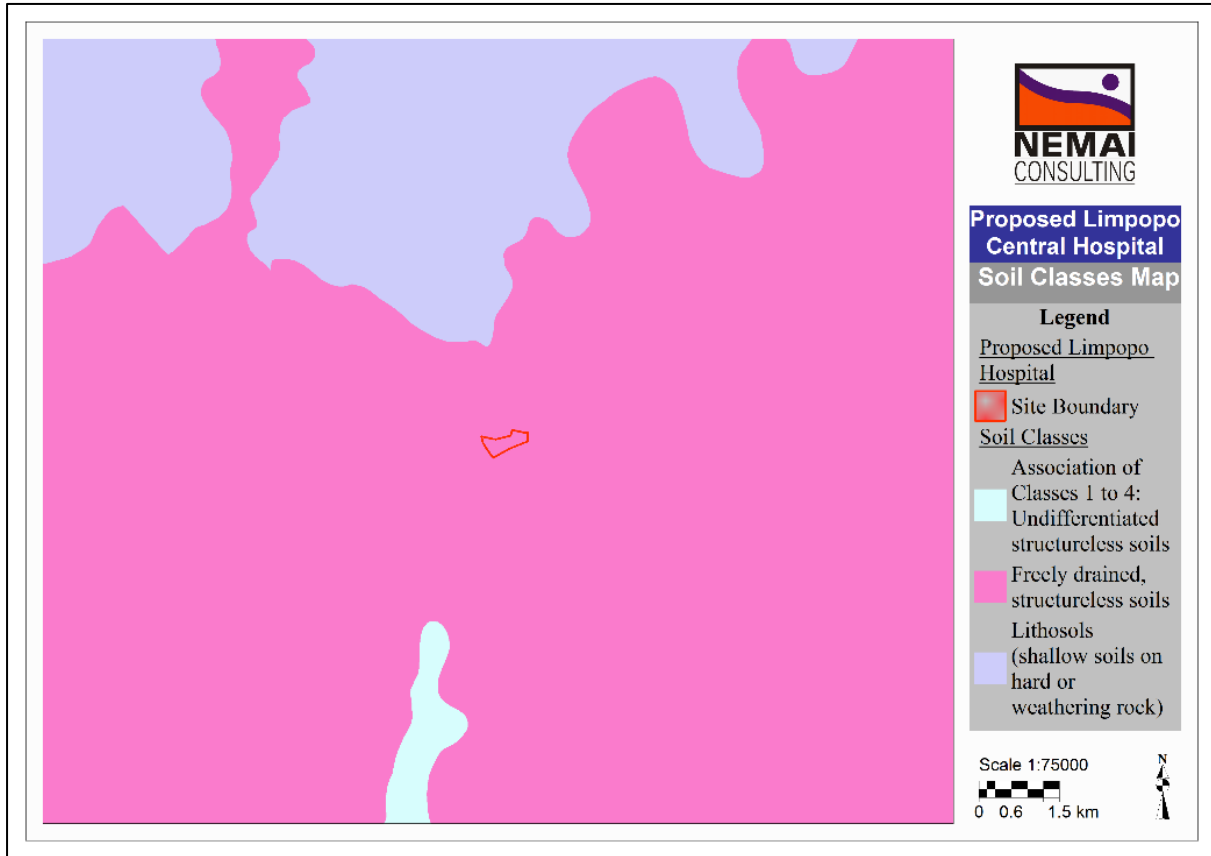 NEMAI
CONSULTING
Proposed Limpopo
Central Hospital
Soil Classes Map
Legend
Proposed Limpopo
Hospital
Site Boundary
Soil Classes
Association of
Classes 1 to 4:
Undifferentiated
structureless soils
Freely drained,
structureless soils
Lithosols
(shallow soils on
hard or
weathering rock)
Scale 1:75000
0 0.6 1.5 km
N